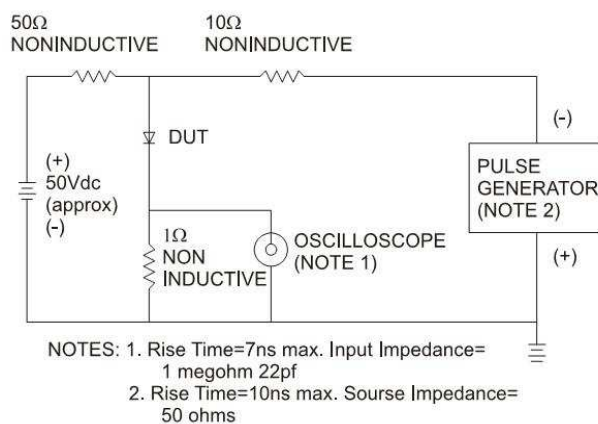 50Ω
NONINDUCTIVE
10Ω
NONINDUCTIVE
DUT
(+)
50Vdc
(approx)
(-)
1Ω
NON
INDUCTIVE
OSCILLOSCOPE
(NOTE 1)
(-)
PULSE
GENERATOR
(NOTE 2)
(+)
NOTES: 1. Rise Time=7ns max. Input Impedance=
1 megohm 22pf
2. Rise Time=10ns max. Sourse Impedance=
50 ohms